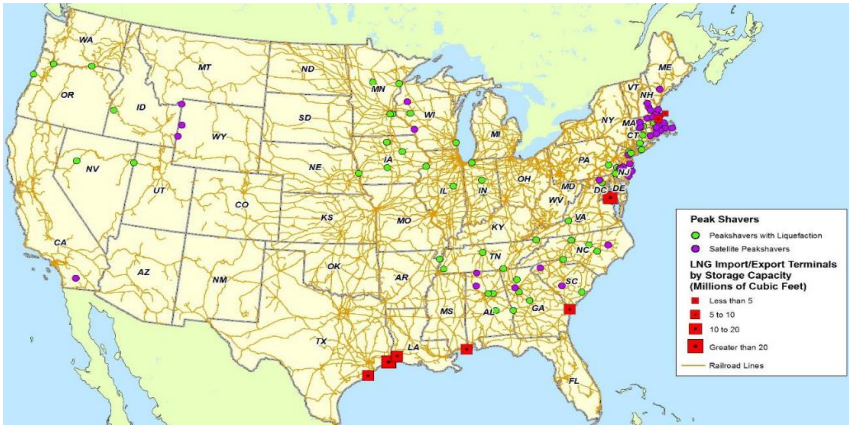 WA
MT
ND
MN
ME
VT
NH
OR
ID
SD
WI
MI
NY
MA
CT
WY
IA
PA
NJ
NV
NE
OH
MD
DE
DC
UT
IL
IN
WV
CO
VA
CA
KS
MO
KY
NC
TN
OK
AR
SC
AZ
NM
MS
AL
GA
TX
LA
FL
Peak Shavers
Peakshavers with Liquefaction
Satellite Peakshavers
LNG Import/Export Terminals
by Storage Capacity
(Millions of Cubic Feet)
Less than 5
5 to 10
10 to 20
Greater than 20
Railroad Lines